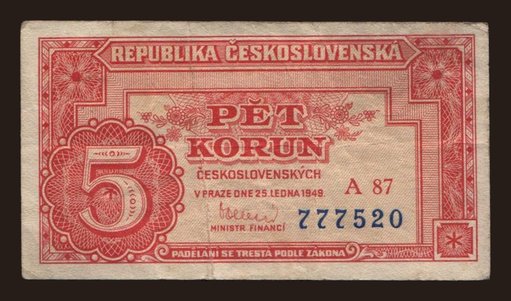 REPUBLIKA ČESKOSLOVENSKÁ
PĚT
KORUN
ČESKOSLOVENSKÝCH
V PRAZE DNE 25. LEDNA 1949.
A 87
5
777520
MINISTR FINANCÍ
PADĚLÁNÍ SE TRESTÁ PODLE ZÁKONA